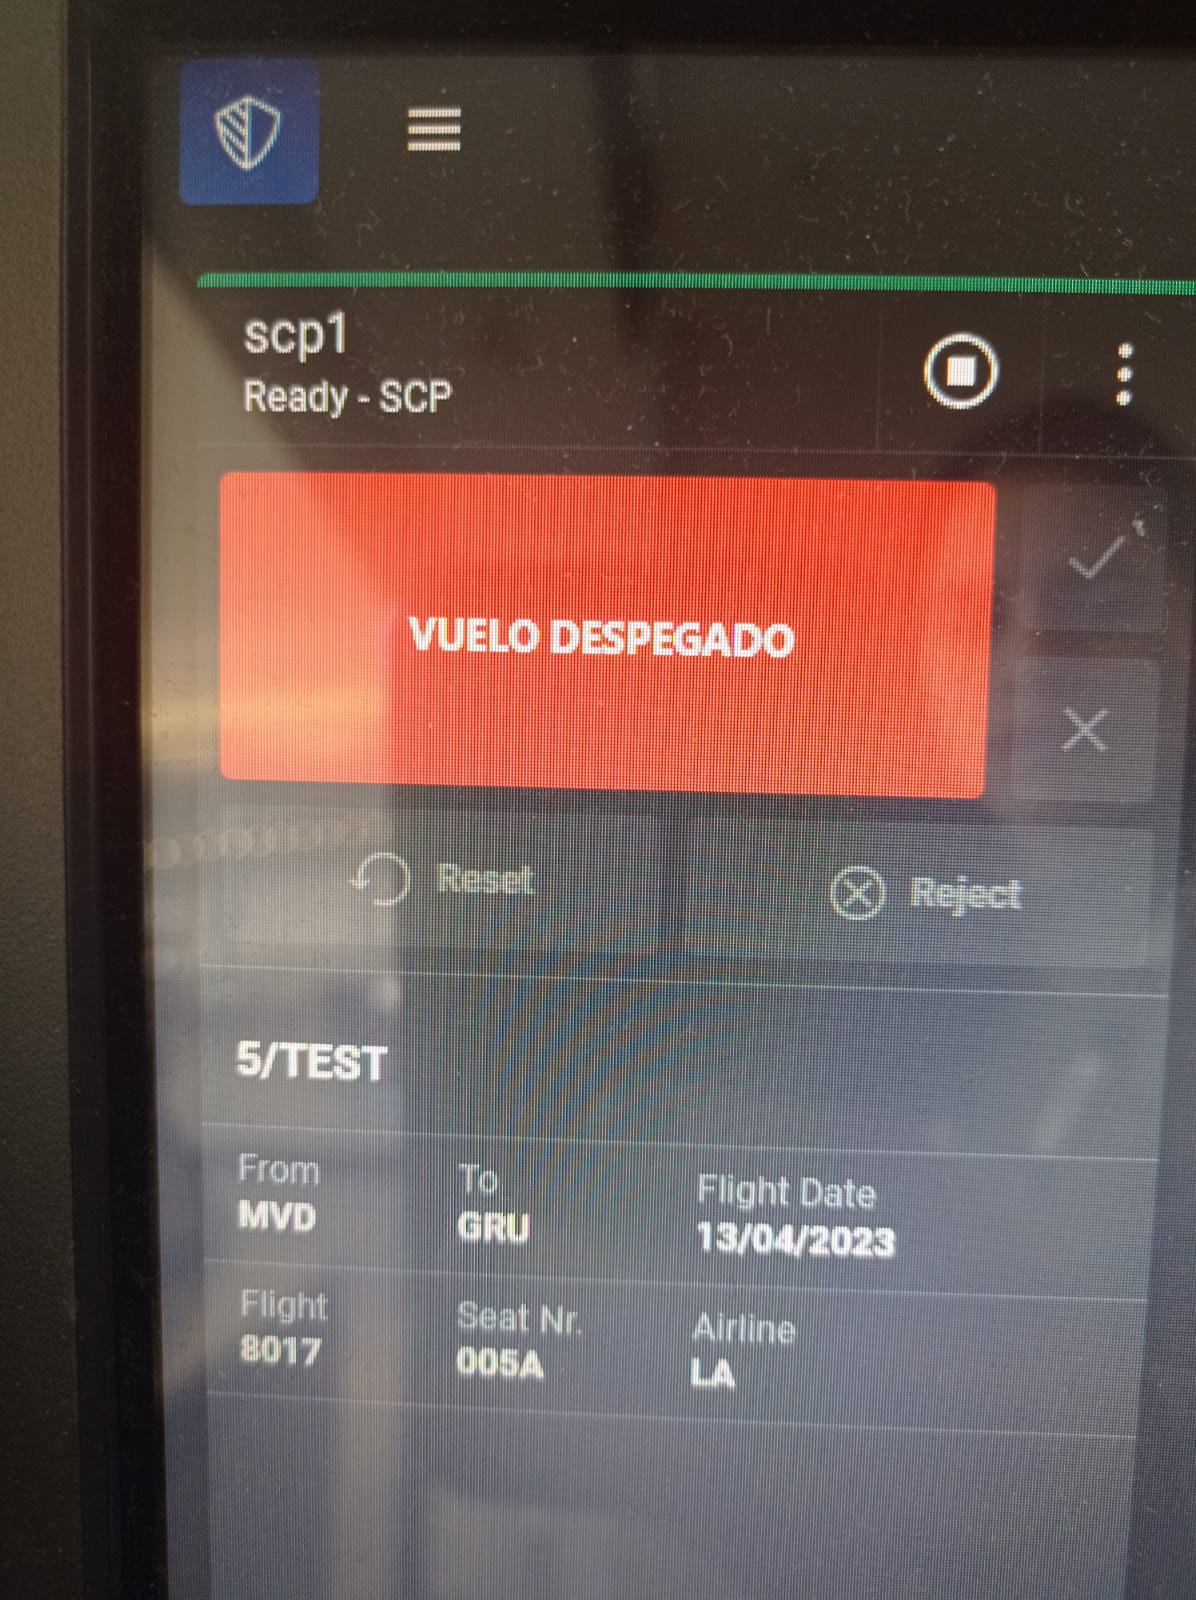 scp1
Ready - SCP
VUELO DESPEGADO
Reset
Reject
5/TEST
From
To
Flight Date
MVD
GRU
13/04/2023
Flight
Seat Nr.
Airline
8017
005A
LA